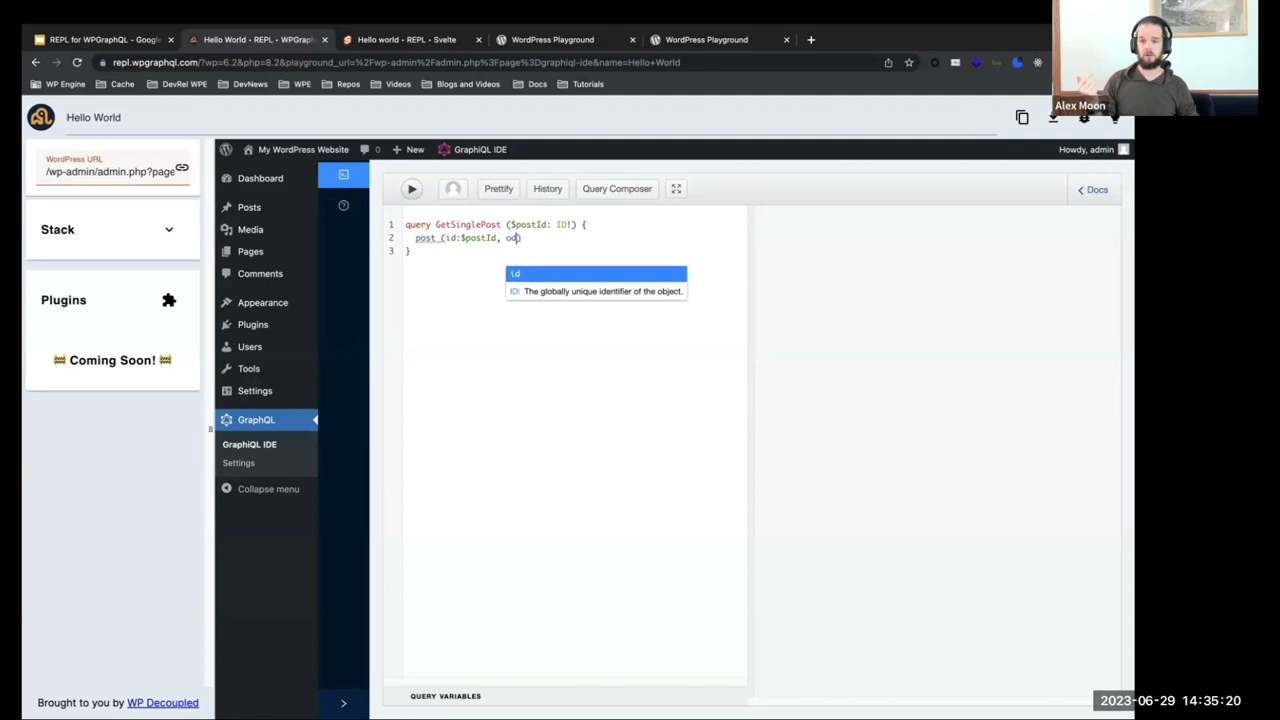 REPL for WPGraphQL - Google
Hello World - REPL - WPGraph
Hello world - REPL -
WordPress Playground
WordPress Playground
repl.wpgraphql.com/?wp=6.2&php=8.2&playground_url=%2Fwp-admin%2Fadmin.php%3Fpage%3Dgraphiql-ide&name=Hello+World
WPE Cache DevRel WPE DevNews WPE Repos Videos Blogs and Videos Docs Tutorials
Alex Moon
Hello World
WordPress URL
/wp-admin/admin.php?page
My WordPress Website 0 + New GraphiQL IDE Howdy, admin
Stack
Plugins
🚧 Coming Soon! 🚧
Dashboard
Posts
Media
Pages
Comments
Appearance
Plugins
Users
Tools
Settings
GraphQL
GraphiQL IDE
Settings
Collapse menu
Prettify History Query Composer < Docs
1 query GetSinglePost ($postId: ID!) {
2 post (id:$postId, od)
3 }
id
ID! The globally unique identifier of the object.
QUERY VARIABLES
Brought to you by WP Decoupled
2023-06-29 14:35:20